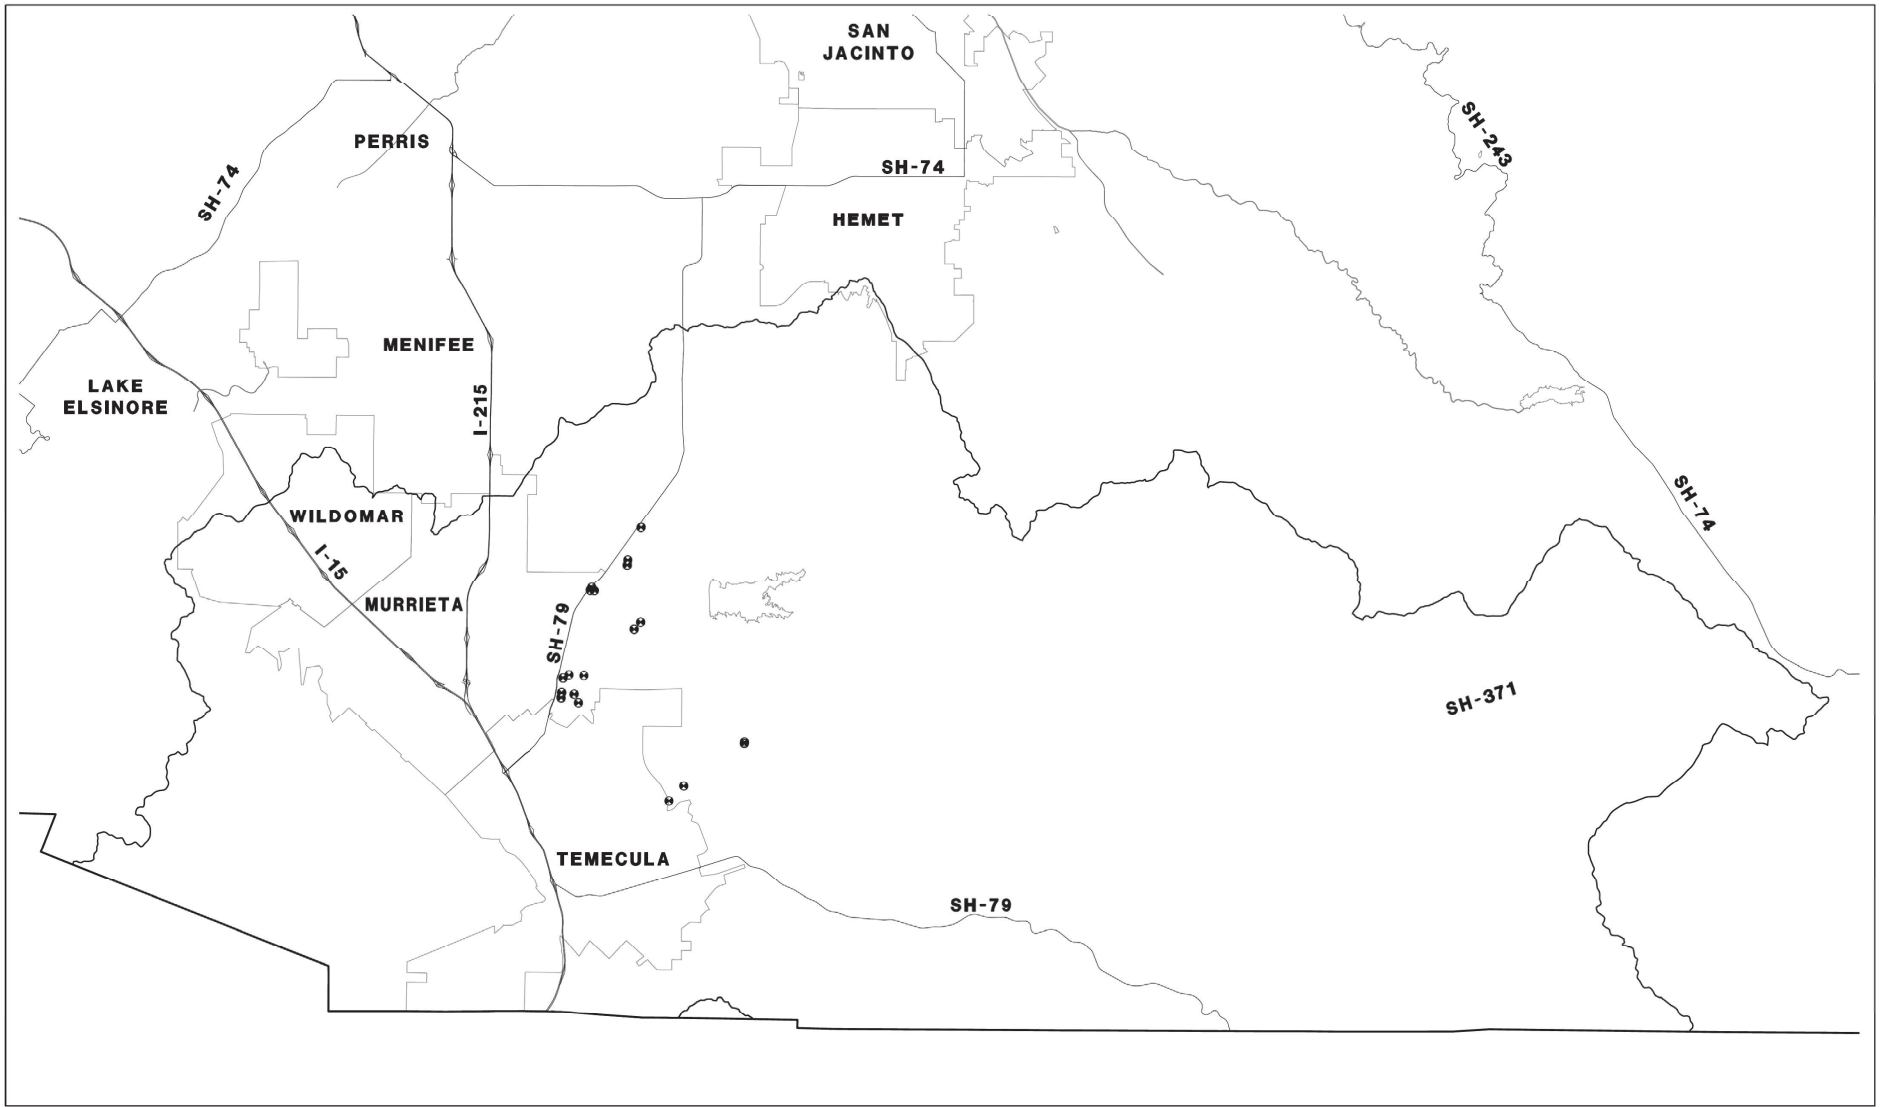 SAN
JACINTO
SH-243
PERRIS
SH-74
SH-74
HEMET
MENIFEE
LAKE
ELSINORE
I-215
SH-74
WILDOMAR
I-15
MURRIETA
SH-79
SH-371
TEMECULA
SH-79